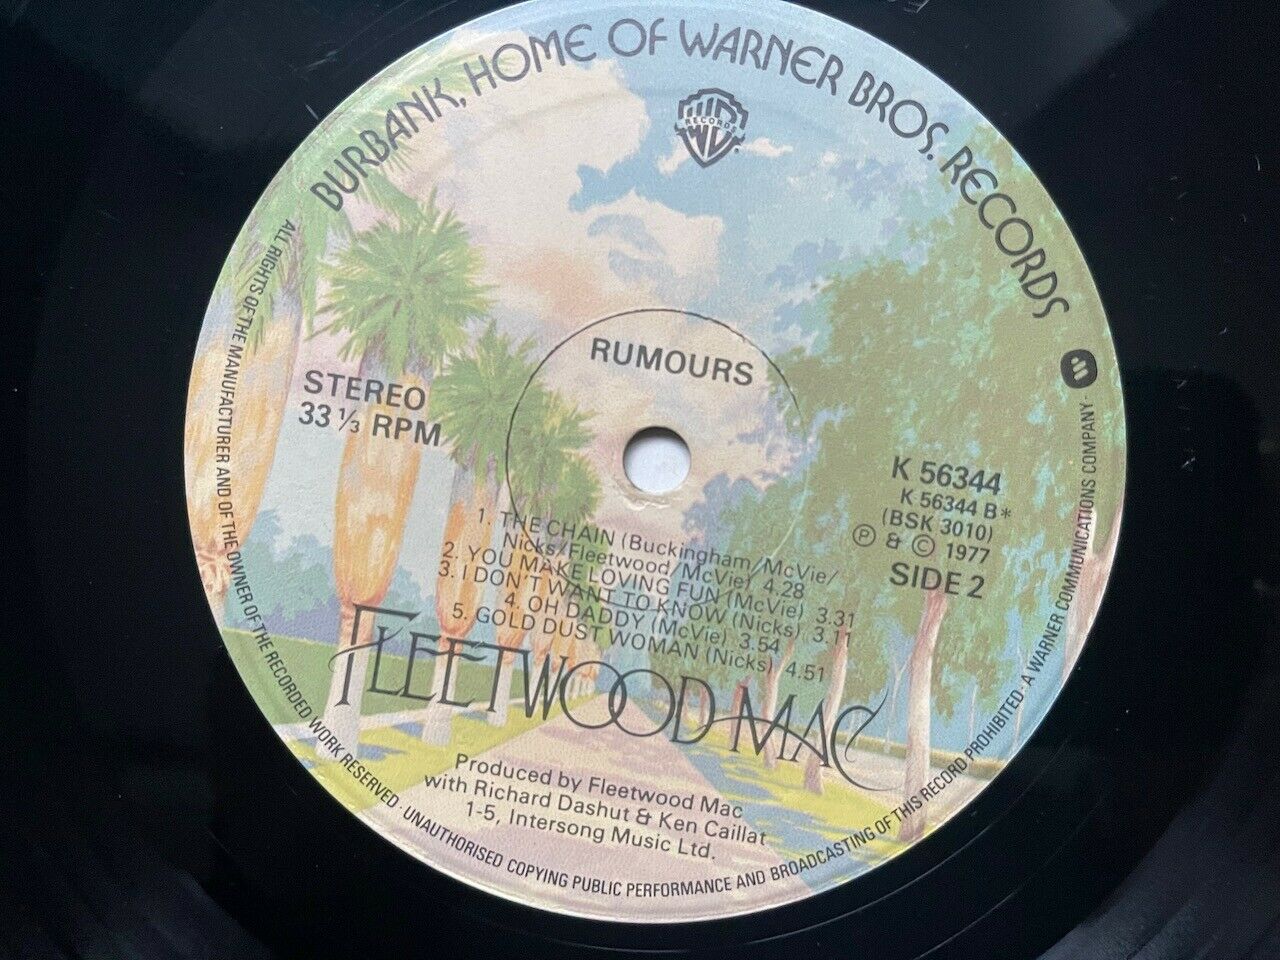 BURBANK, HOME OF WARNER BROS. RECORDS
W
RECORDS
RUMOURS
STEREO
33 1/3 RPM
K 56344
K 56344 B*
(BSK 3010)
Ⓟ & © 1977
SIDE 2
1. THE CHAIN (Buckingham/McVie/
Nicks/Fleetwood/McVie) 4.28
2. YOU MAKE LOVING FUN (McVie) 3.31
3. I DON'T WANT TO KNOW (Nicks) 3.11
4. OH DADDY (McVie) 3.54
5. GOLD DUST WOMAN (Nicks) 4.51
FLEETWOOD MAC
Produced by Fleetwood Mac
with Richard Dashut & Ken Caillat
1-5, Intersong Music Ltd.
ALL RIGHTS OF THE MANUFACTURER AND OF THE OWNER OF THE RECORDED WORK RESERVED · UNAUTHORISED COPYING PUBLIC PERFORMANCE AND BROADCASTING OF THIS RECORD PROHIBITED · A WARNER COMMUNICATIONS COMPANY ·